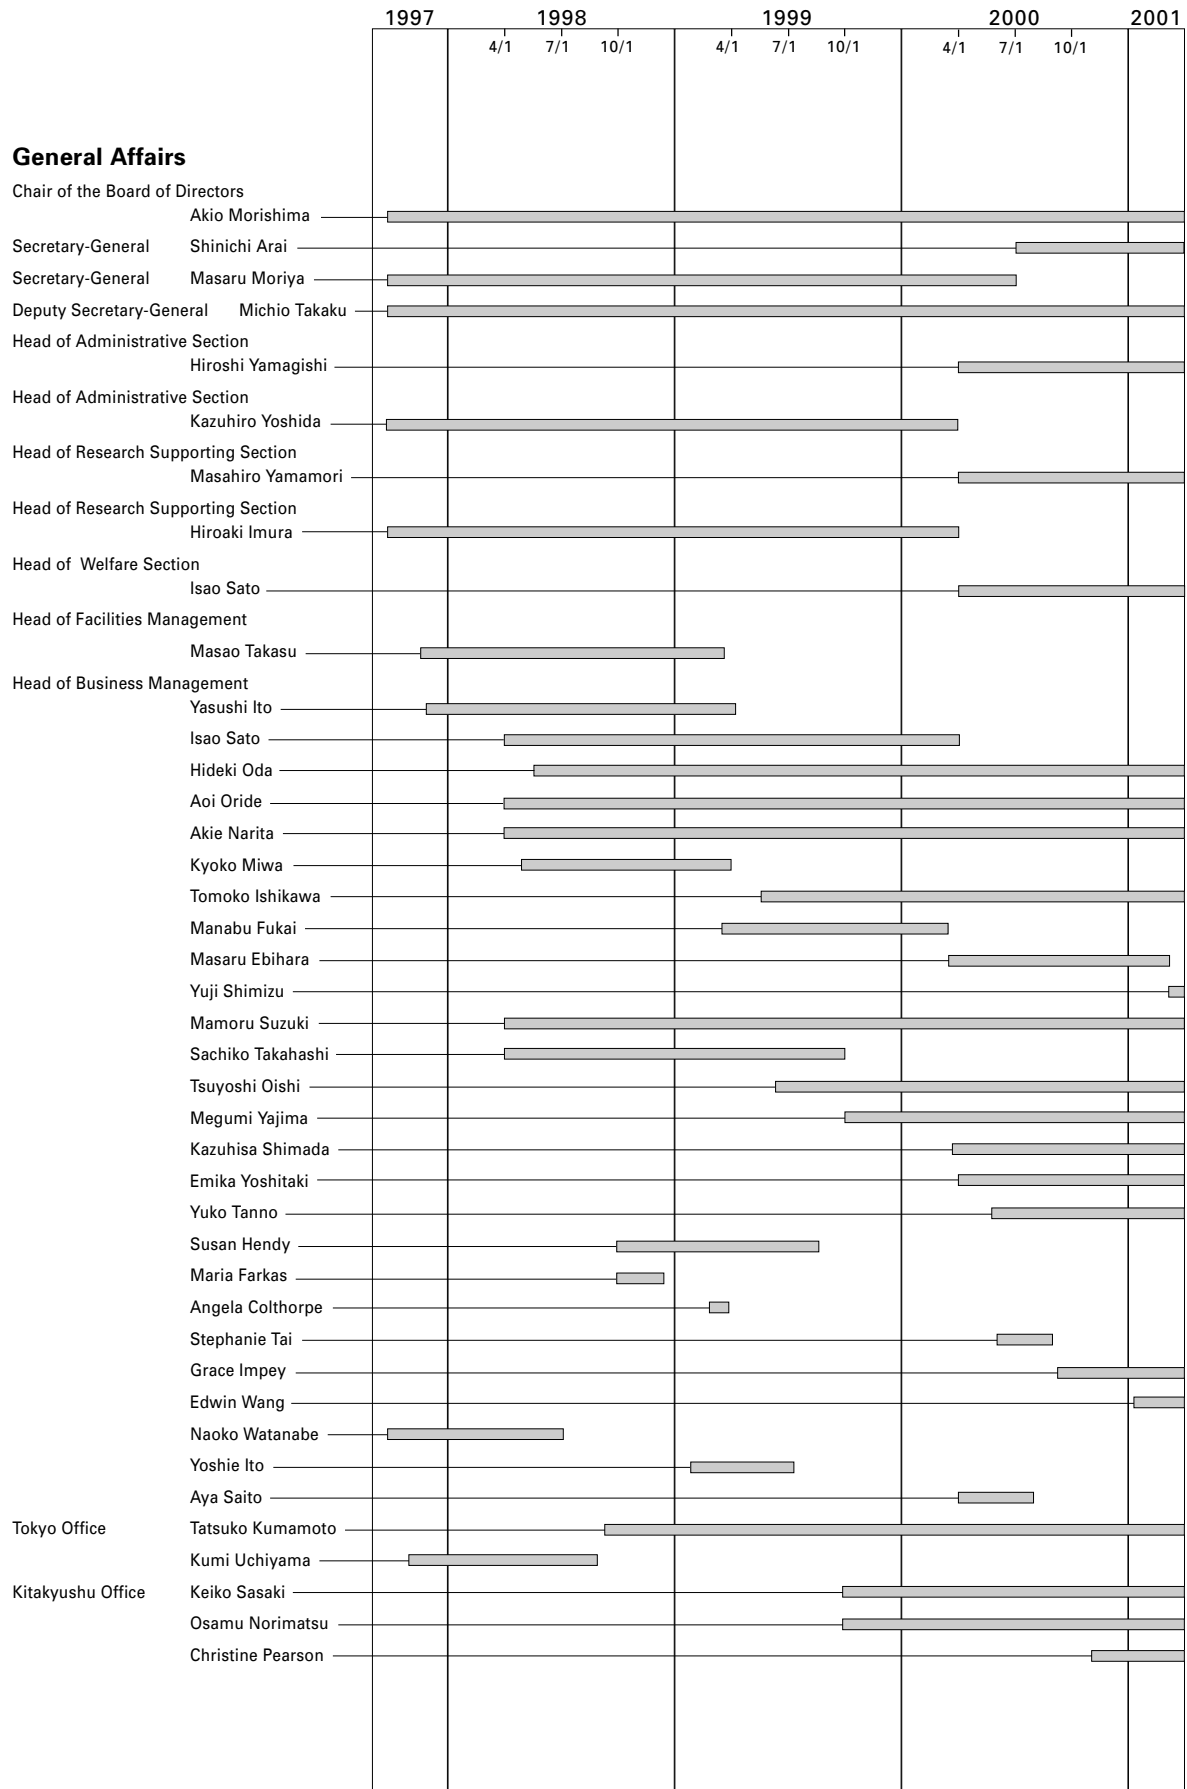 1997 1998 1999 2000 2001
4/1 7/1 10/1 4/1 7/1 10/1 4/1 7/1 10/1
General Affairs
Chair of the Board of Directors
Akio Morishima
Secretary-General Shinichi Arai
Secretary-General Masaru Moriya
Deputy Secretary-General Michio Takaku
Head of Administrative Section
Hiroshi Yamagishi
Head of Administrative Section
Kazuhiro Yoshida
Head of Research Supporting Section
Masahiro Yamamori
Head of Research Supporting Section
Hiroaki Imura
Head of Welfare Section
Isao Sato
Head of Facilities Management
Masao Takasu
Head of Business Management
Yasushi Ito
Isao Sato
Hideki Oda
Aoi Oride
Akie Narita
Kyoko Miwa
Tomoko Ishikawa
Manabu Fukai
Masaru Ebihara
Yuji Shimizu
Mamoru Suzuki
Sachiko Takahashi
Tsuyoshi Oishi
Megumi Yajima
Kazuhisa Shimada
Emika Yoshitaki
Yuko Tanno
Susan Hendy
Maria Farkas
Angela Colthorpe
Stephanie Tai
Grace Impey
Edwin Wang
Naoko Watanabe
Yoshie Ito
Aya Saito
Tokyo Office Tatsuko Kumamoto
Kumi Uchiyama
Kitakyushu Office Keiko Sasaki
Osamu Norimatsu
Christine Pearson